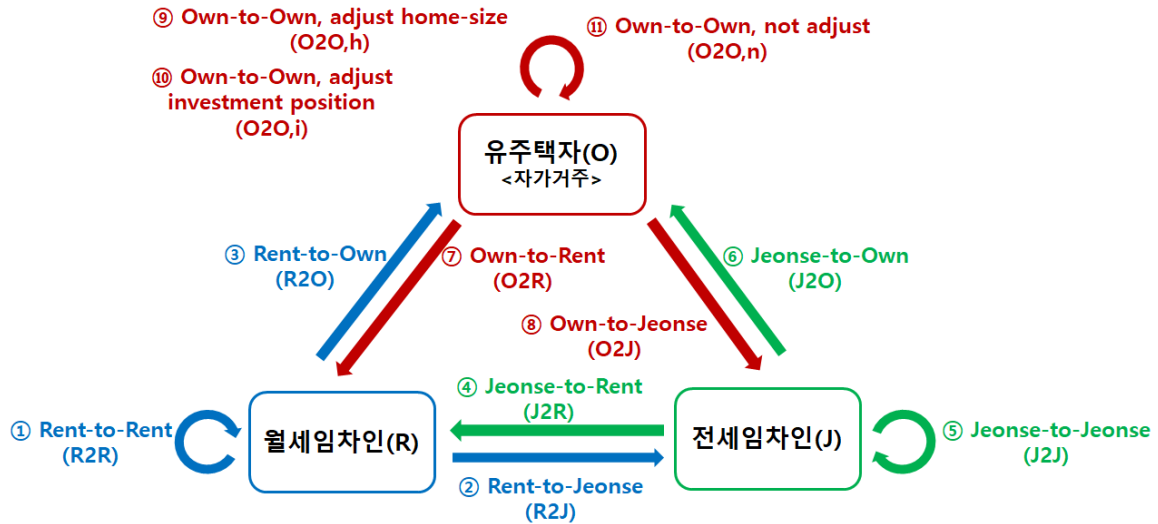 ⑨ Own-to-Own, adjust home-size
(O2O,h)
⑩ Own-to-Own, adjust
investment position
(O2O,i)
⑪ Own-to-Own, not adjust
(O2O,n)
유주택자(O)
<자가거주>
③ Rent-to-Own
(R2O)
⑦ Own-to-Rent
(O2R)
⑥ Jeonse-to-Own
(J2O)
⑧ Own-to-Jeonse
(O2J)
④ Jeonse-to-Rent
(J2R)
① Rent-to-Rent
(R2R)
월세임차인(R)
전세임차인(J)
⑤ Jeonse-to-Jeonse
(J2J)
② Rent-to-Jeonse
(R2J)